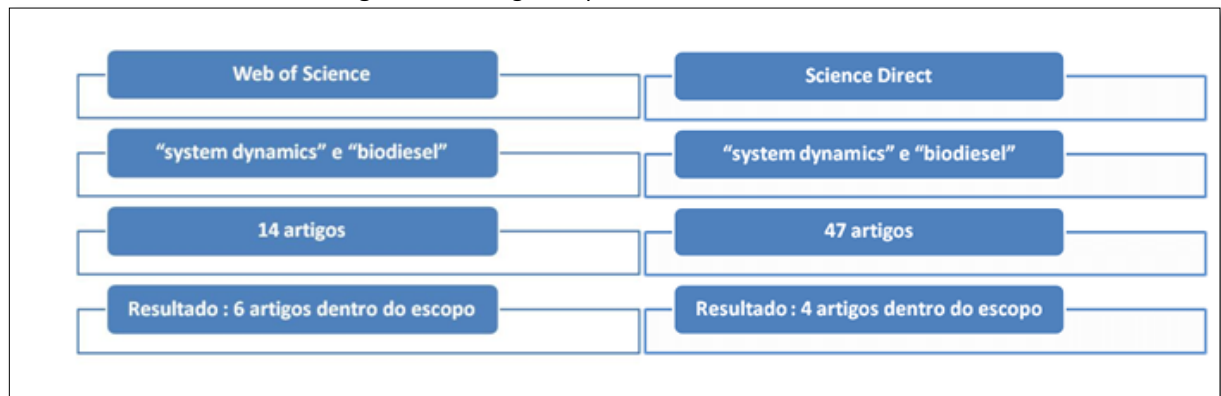 Web of Science
"system dynamics" e "biodiesel"
14 artigos
Resultado : 6 artigos dentro do escopo
Science Direct
"system dynamics" e "biodiesel"
47 artigos
Resultado : 4 artigos dentro do escopo